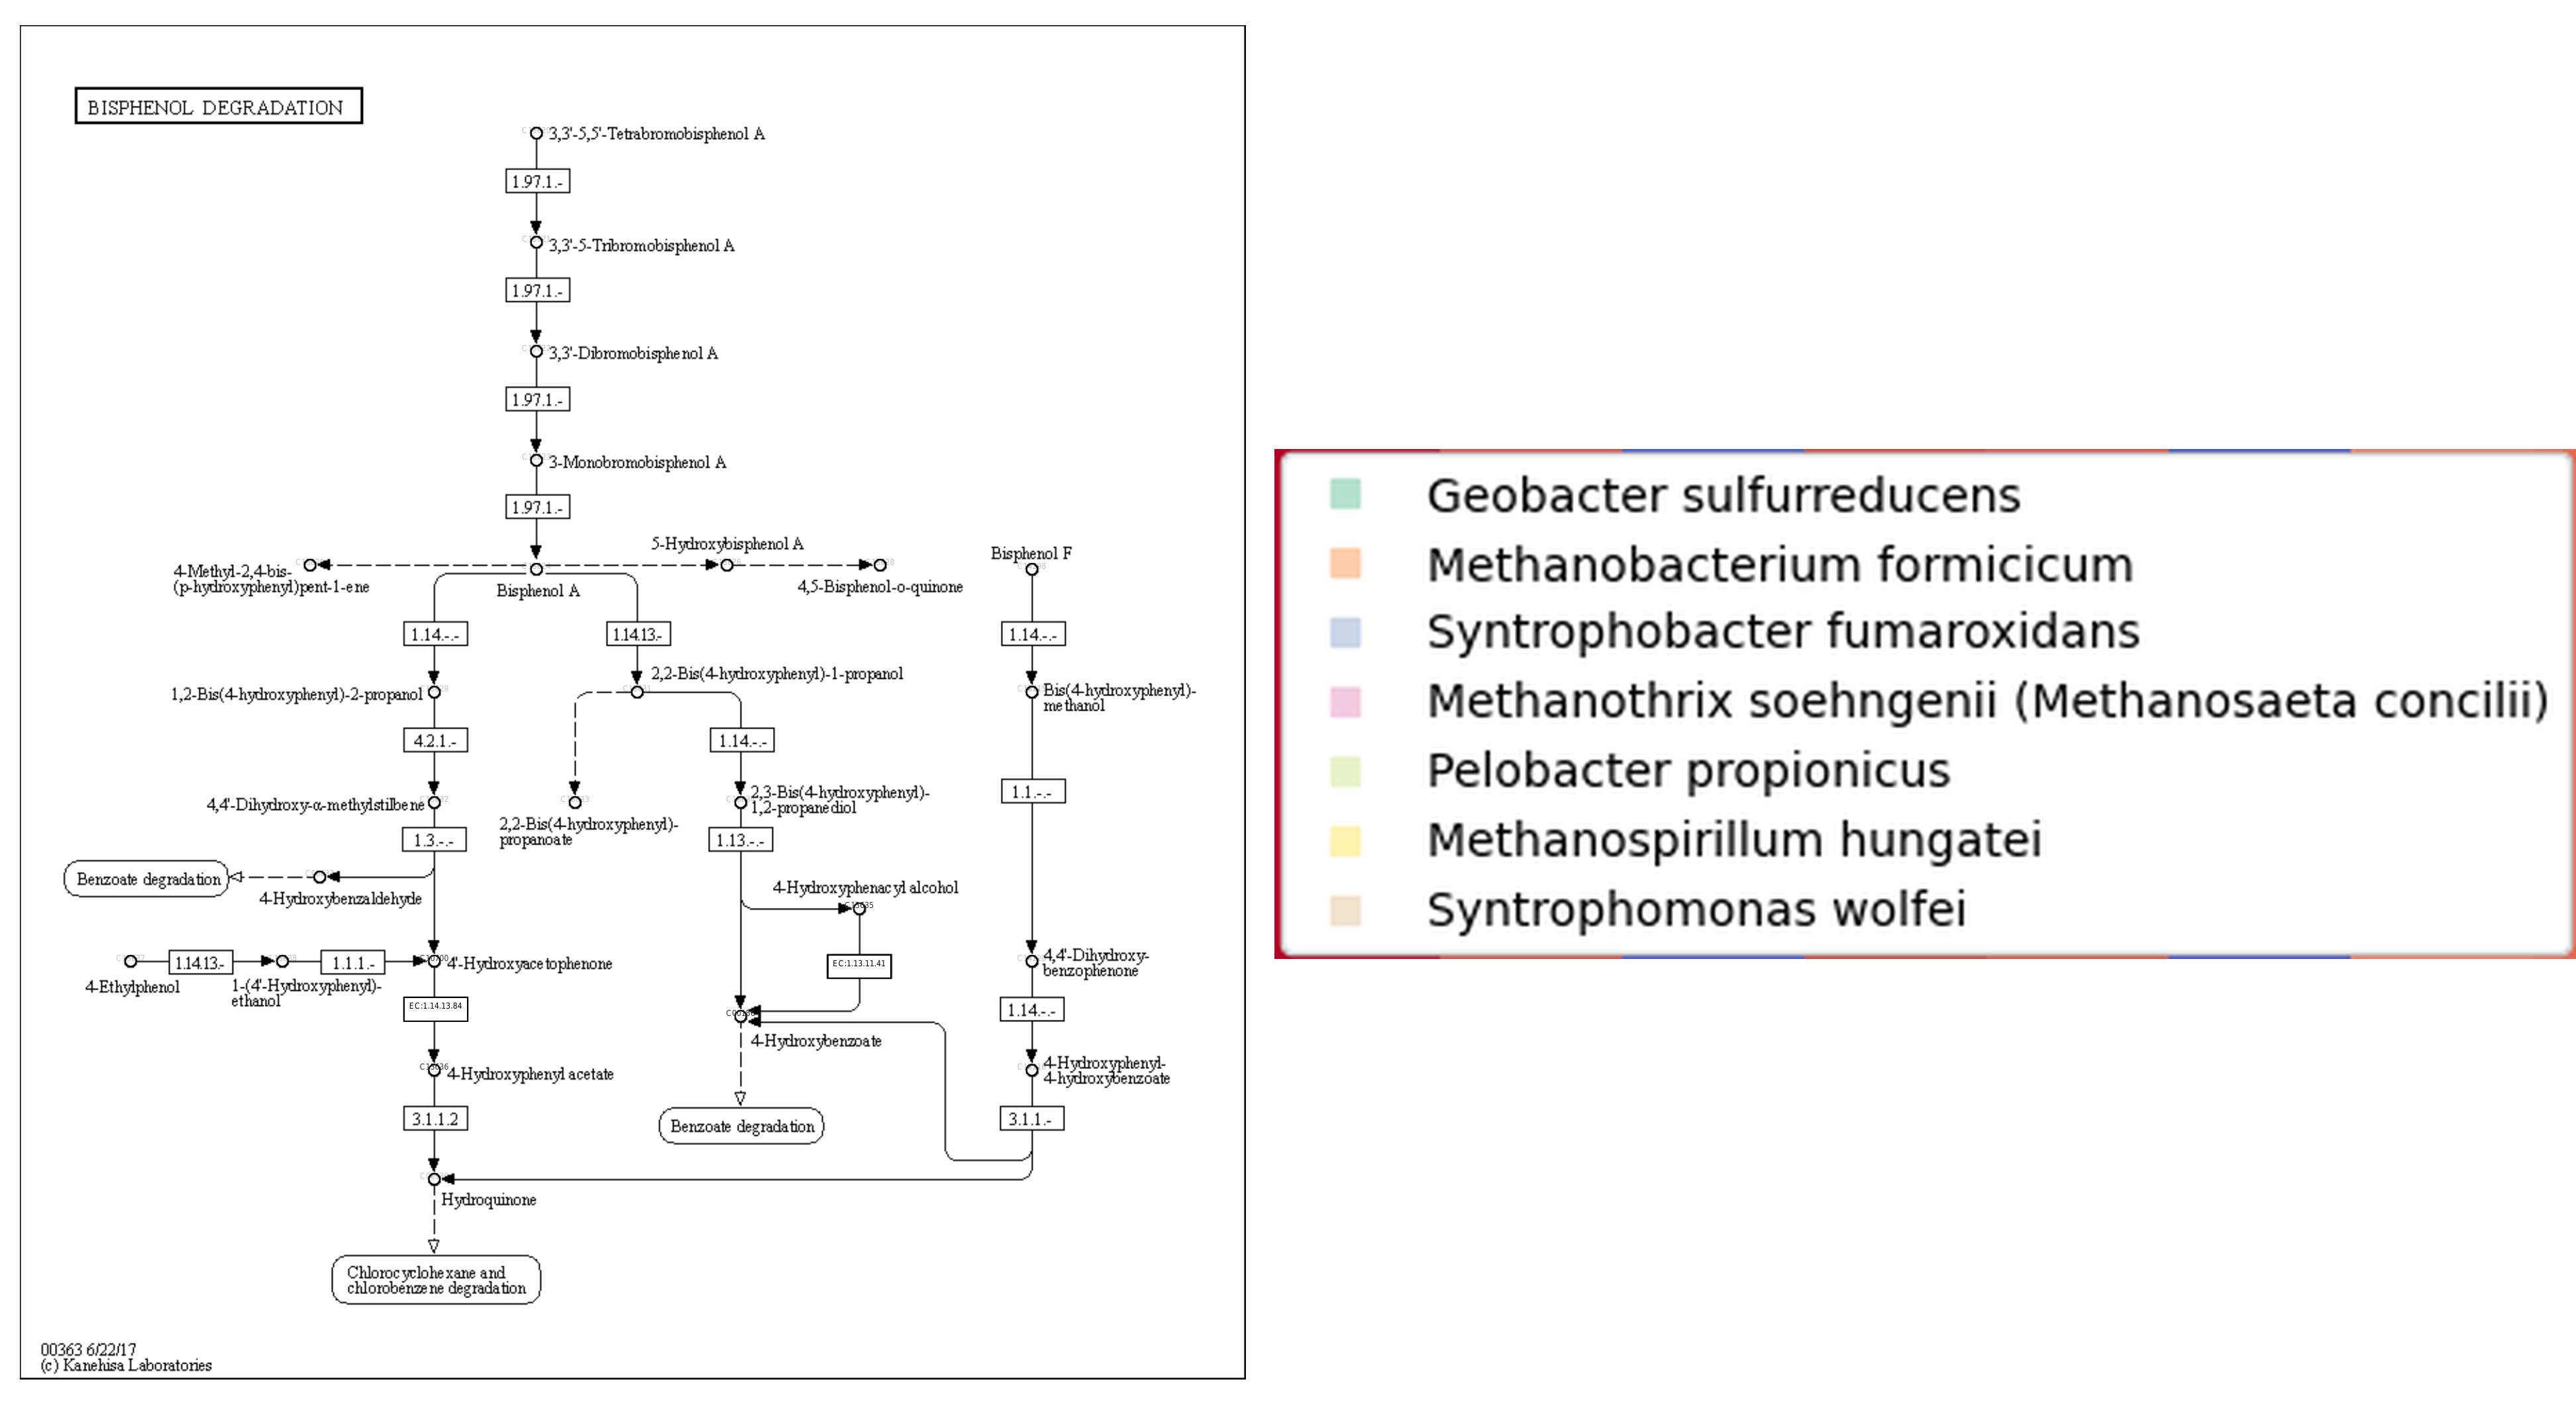 BISPHENOL DEGRADATION
3,3'-5,5'-Tetrabromobisphenol A
1.97.1.-
3,3'-5-Tribromobisphenol A
1.97.1.-
3,3'-Dibromobisphenol A
1.97.1.-
3-Monobromobisphenol A
1.97.1.-
5-Hydroxybisphenol A
Bisphenol F
4-Methyl-2,4-bis-
(p-hydroxyphenyl)pent-1-ene
Bisphenol A
4,5-Bisphenol-o-quinone
1.14.-.-
1.14.13.-
1.14.-.-
2,2-Bis(4-hydroxyphenyl)-1-propanol
1,2-Bis(4-hydroxyphenyl)-2-propanol
Bis(4-hydroxyphenyl)-
methanol
4.2.1.-
1.14.-.-
1.1.-.-
4,4'-Dihydroxy-α-methylstilbene
2,3-Bis(4-hydroxyphenyl)-
1,2-propanediol
2,2-Bis(4-hydroxyphenyl)-
propanoate
1.3.-.-
1.13.-.-
Benzoate degradation
4-Hydroxybenzaldehyde
4-Hydroxyphenacyl alcohol
1.14.13.-
1.1.1.-
4'-Hydroxyacetophenone
EC:1.13.11.41
4,4'-Dihydroxy-
benzophenone
4-Ethylphenol
1-(4'-Hydroxyphenyl)-
ethanol
EC:1.14.13.84
1.14.-.-
4-Hydroxybenzoate
4-Hydroxyphenyl acetate
4-Hydroxyphenyl-
4-hydroxybenzoate
3.1.1.2
Benzoate degradation
3.1.1.-
Hydroquinone
Chlorocyclohexane and
chlorobenzene degradation
00363 6/22/17
(c) Kanehisa Laboratories
Geobacter sulfurreducens
Methanobacterium formicicum
Syntrophobacter fumaroxidans
Methanothrix soehngenii (Methanosaeta concilii)
Pelobacter propionicus
Methanospirillum hungatei
Syntrophomonas wolfei